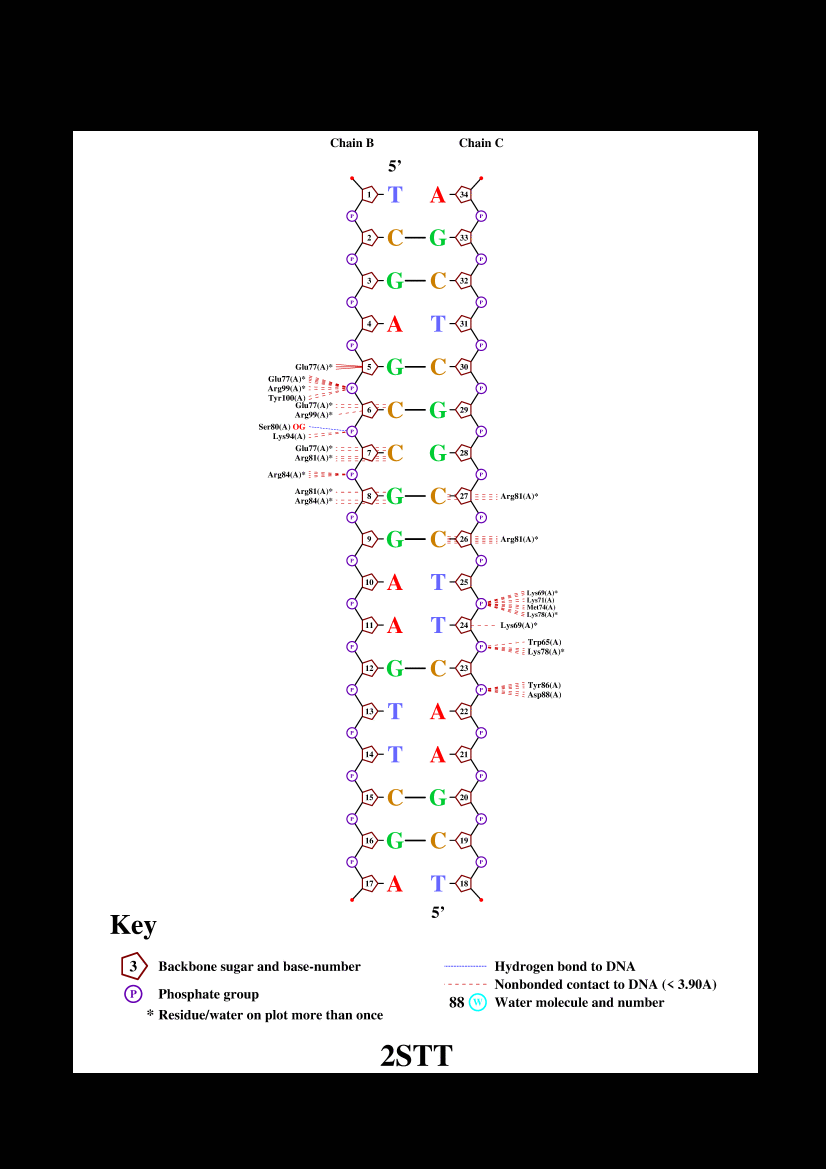 Chain B Chain C
5’
1 T A 34
P P
2 C G 33
P P
3 G C 32
P P
4 A T 31
P P
Glu77(A)* 5 G C 30
Glu77(A)*
Arg99(A)* P P
Tyr100(A)
Glu77(A)* 6 C G 29
Arg99(A)*
Ser80(A) OG P P
Lys94(A)
Glu77(A)* 7 C G 28
Arg81(A)*
Arg84(A)* P P
Arg81(A)* 8 G C 27 Arg81(A)*
Arg84(A)*
P P
9 G C 26 Arg81(A)*
P P
10 A T 25
Lys69(A)*
P P Lys71(A)
Met74(A)
Lys78(A)*
11 A T 24 Lys69(A)*
P P Trp65(A)
Lys78(A)*
12 G C 23
P P Tyr86(A)
Asp88(A)
13 T A 22
P P
14 T A 21
P P
15 C G 20
P P
16 G C 19
P P
17 A T 18
5’
Key
3 Backbone sugar and base-number
P Phosphate group
* Residue/water on plot more than once
Hydrogen bond to DNA
Nonbonded contact to DNA (< 3.90A)
88 W Water molecule and number
2STT